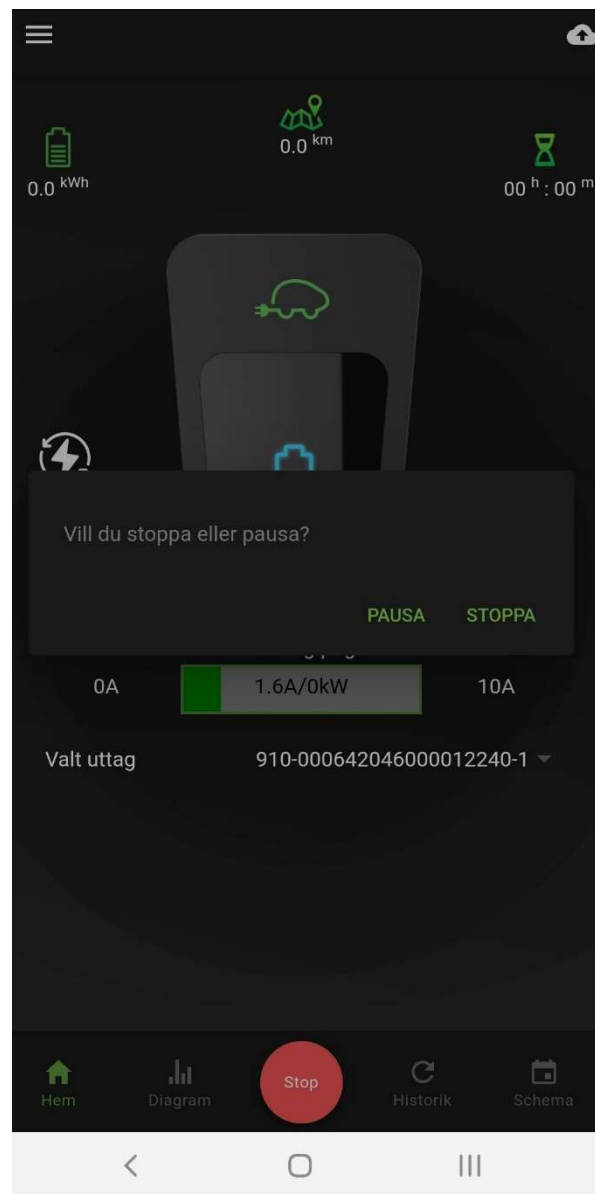 0.0 km
0.0 kWh
00 h : 00 m
Vill du stoppa eller pausa?
PAUSA STOPPA
0A 1.6A/0kW 10A
Valt uttag 910-000642046000012240-1
Stop
Hem Diagram Historik Schema